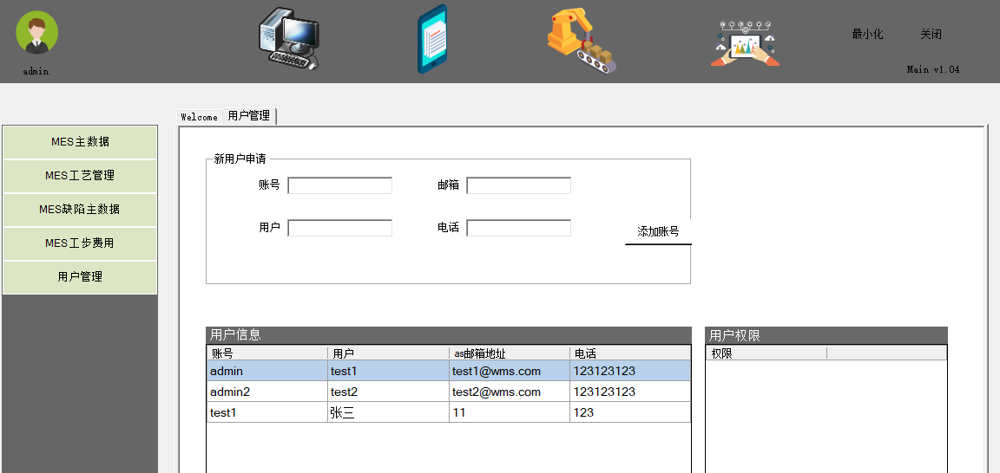 最小化 关闭
admin
Main v1.04
Welcome 用户管理
MES主数据
MES工艺管理
MES缺陷主数据
MES工步费用
用户管理
新用户申请
账号 邮箱
用户 电话
添加账号
用户信息
账号 用户 as邮箱地址 电话
admin test1 test1@wms.com 123123123
admin2 test2 test2@wms.com 123123123
test1 张三 11 123
用户权限
权限